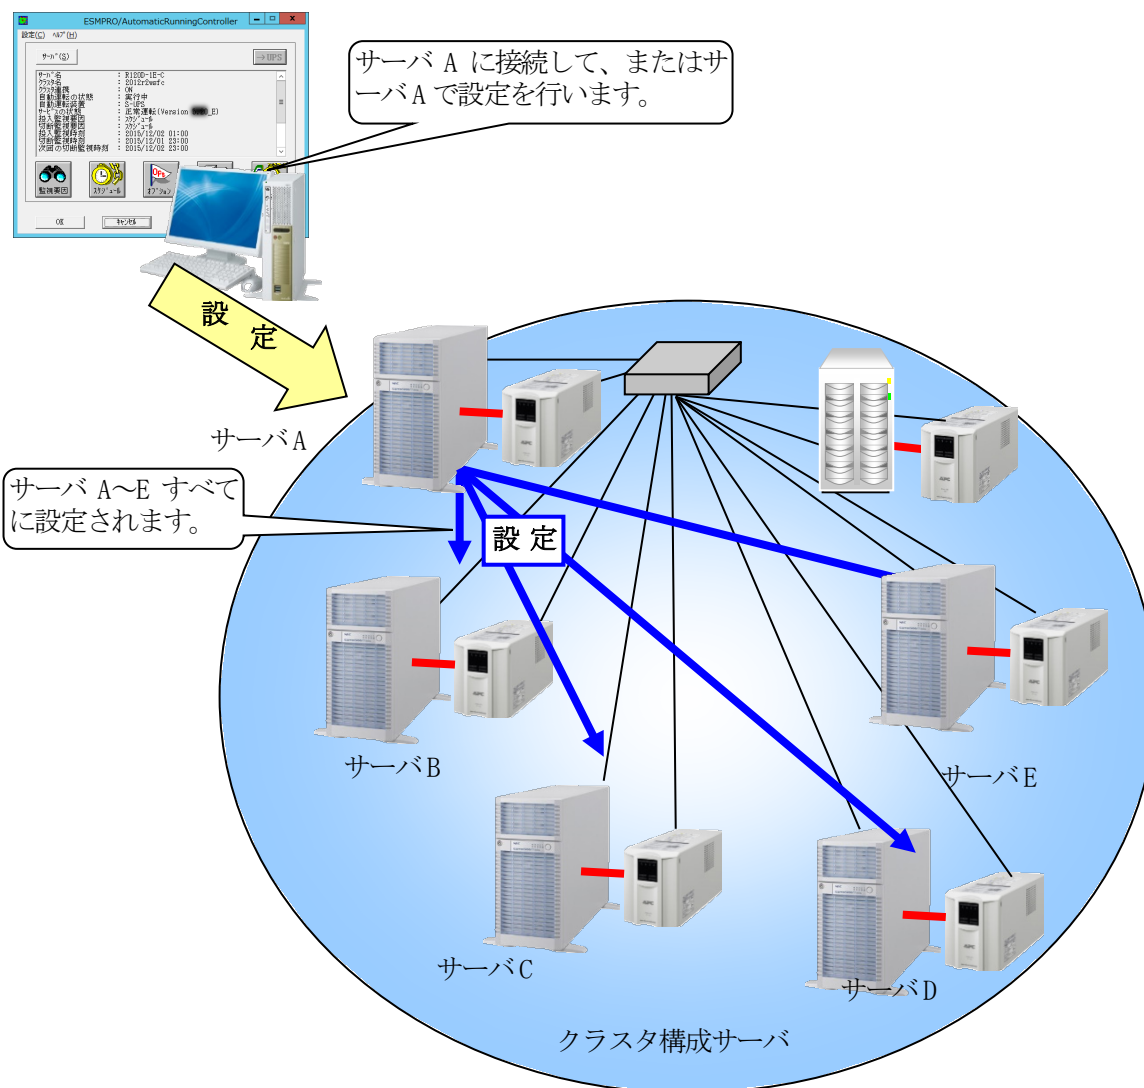 ESMPRO/AutomaticRunningController
設定(C) ﾍﾙﾌﾟ(H)
ｻｰﾊﾞ(S)
→UPS
ｻｰﾊﾞ名 : R120D-1E-C
ｸﾗｽﾀ名 : 2012r2wsfc
ｸﾗｽﾀ連携 : ON
自動運転の状態 : 実行中
自動運転装置 : S-UPS
ｻｰﾋﾞｽの状態 : 正常運転(Version _E)
投入監視要因 : ｽｹｼﾞｭｰﾙ
切断監視要因 : ｽｹｼﾞｭｰﾙ
投入監視時刻 : 2015/12/02 01:00
切断監視時刻 : 2015/12/01 23:00
次回の切断監視時刻 : 2015/12/02 23:00
監視要因
ｽｹｼﾞｭｰﾙ
OPs
ｵﾌﾟｼｮﾝ
OK
ｷｬﾝｾﾙ
サーバ A に接続して、またはサ
ーバ A で設定を行います。
設 定
サーバA
サーバ A～E すべて
に設定されます。
設 定
サーバB
サーバE
サーバC
サーバD
クラスタ構成サーバ